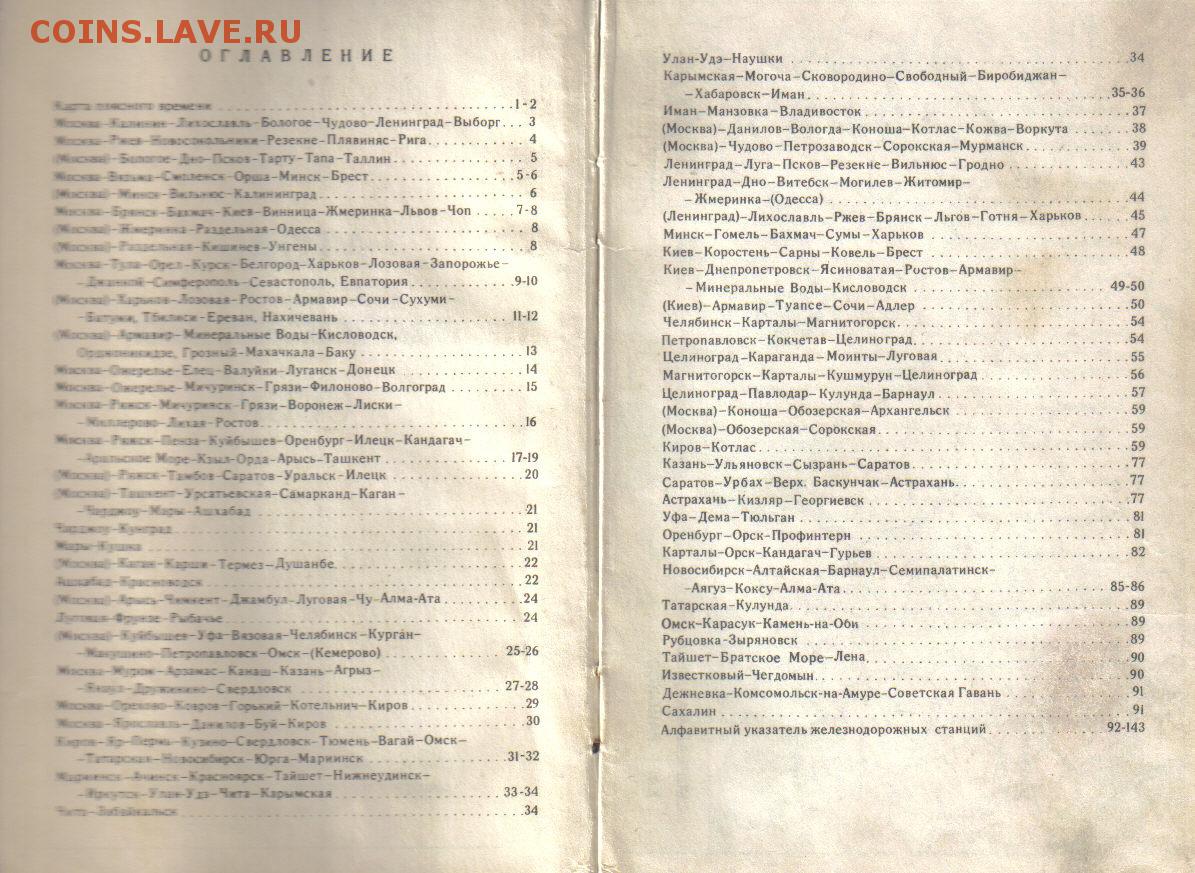 COINS.LAVE.RU
ОГЛАВЛЕНИЕ
Карта поясного времени 1-2
Москва-Калинин-Лихославль-Бологое-Чудово-Ленинград-Выборг 3
Москва-Ржев-Новосокольники-Резекне-Плявиняс-Рига 4
(Москва)-Бологое-Дно-Псков-Тарту-Тапа-Таллин 5
Москва-Вязьма-Смоленск-Орша-Минск-Брест 5-6
(Москва)-Минск-Вильнюс-Калининград 6
Москва-Брянск-Бахмач-Киев-Винница-Жмеринка-Львов-Чоп 7-8
(Москва)-Жмеринка-Раздельная-Одесса 8
(Москва)-Раздельная-Кишинев-Унгены 8
Москва-Тула-Орел-Курск-Белгород-Харьков-Лозовая-Запорожье-
-Джанкой-Симферополь-Севастополь, Евпатория 9-10
(Москва)-Харьков-Лозовая-Ростов-Армавир-Сочи-Сухуми-
-Батуми, Тбилиси-Ереван, Нахичевань 11-12
(Москва)-Армавир-Минеральные Воды-Кисловодск,
Орджоникидзе, Грозный-Махачкала-Баку 13
Москва-Ожерелье-Елец-Валуйки-Луганск-Донецк 14
Москва-Ожерелье-Мичуринск-Грязи-Филоново-Волгоград 15
Москва-Ряжск-Мичуринск-Грязи-Воронеж-Лиски-
-Миллерово-Лихая-Ростов 16
Москва-Ряжск-Пенза-Куйбышев-Оренбург-Илецк-Кандагач-
-Аральское Море-Кзыл-Орда-Арысь-Ташкент 17-19
(Москва)-Ряжск-Тамбов-Саратов-Уральск-Илецк 20
(Москва)-Ташкент-Урсатьевская-Самарканд-Каган-
-Чарджоу-Мары-Ашхабад 21
Чарджоу-Кунград 21
Мары-Кушка 21
(Москва)-Каган-Карши-Термез-Душанбе 22
Ашхабад-Красноводск 22
(Москва)-Арысь-Чимкент-Джамбул-Луговая-Чу-Алма-Ата 24
Луговая-Фрунзе-Рыбачье 24
(Москва)-Куйбышев-Уфа-Вязовая-Челябинск-Курган-
-Макушино-Петропавловск-Омск-(Кемерово) 25-26
Москва-Муром-Арзамас-Канаш-Казань-Агрыз-
-Янаул-Дружинино-Свердловск 27-28
Москва-Орехово-Ковров-Горький-Котельнич-Киров 29
Москва-Ярославль-Данилов-Буй-Киров 30
Киров-Яр-Пермь-Кузино-Свердловск-Тюмень-Вагай-Омск-
-Татарская-Новосибирск-Юрга-Мариинск 31-32
Мариинск-Ачинск-Красноярск-Тайшет-Нижнеудинск-
-Иркутск-Улан-Удэ-Чита-Карымская 33-34
Чита-Забайкальск 34
Улан-Удэ-Наушки 34
Карымская-Могоча-Сковородино-Свободный-Биробиджан-
-Хабаровск-Иман 35-36
Иман-Манзовка-Владивосток 37
(Москва)-Данилов-Вологда-Коноша-Котлас-Кожва-Воркута 38
(Москва)-Чудово-Петрозаводск-Сорокская-Мурманск 39
Ленинград-Луга-Псков-Резекне-Вильнюс-Гродно 43
Ленинград-Дно-Витебск-Могилев-Житомир-
-Жмеринка-(Одесса) 44
(Ленинград)-Лихославль-Ржев-Брянск-Льгов-Готня-Харьков 45
Минск-Гомель-Бахмач-Сумы-Харьков 47
Киев-Коростень-Сарны-Ковель-Брест 48
Киев-Днепропетровск-Ясиноватая-Ростов-Армавир-
-Минеральные Воды-Кисловодск 49-50
(Киев)-Армавир-Туапсе-Сочи-Адлер 50
Челябинск-Карталы-Магнитогорск 54
Петропавловск-Кокчетав-Целиноград 54
Целиноград-Караганда-Моинты-Луговая 55
Магнитогорск-Карталы-Кушмурун-Целиноград 56
Целиноград-Павлодар-Кулунда-Барнаул 57
(Москва)-Коноша-Обозерская-Архангельск 59
(Москва)-Обозерская-Сорокская 59
Киров-Котлас 59
Казань-Ульяновск-Сызрань-Саратов 77
Саратов-Урбах-Верх. Баскунчак-Астрахань 77
Астрахань-Кизляр-Георгиевск 77
Уфа-Дема-Тюльган 81
Оренбург-Орск-Профинтерн 81
Карталы-Орск-Кандагач-Гурьев 82
Новосибирск-Алтайская-Барнаул-Семипалатинск-
-Аягуз-Коксу-Алма-Ата 85-86
Татарская-Кулунда 89
Омск-Карасук-Камень-на-Оби 89
Рубцовка-Зыряновск 89
Тайшет-Братское Море-Лена 90
Известковый-Чегдомын 90
Дежневка-Комсомольск-на-Амуре-Советская Гавань 91
Сахалин 91
Алфавитный указатель железнодорожных станций 92-143